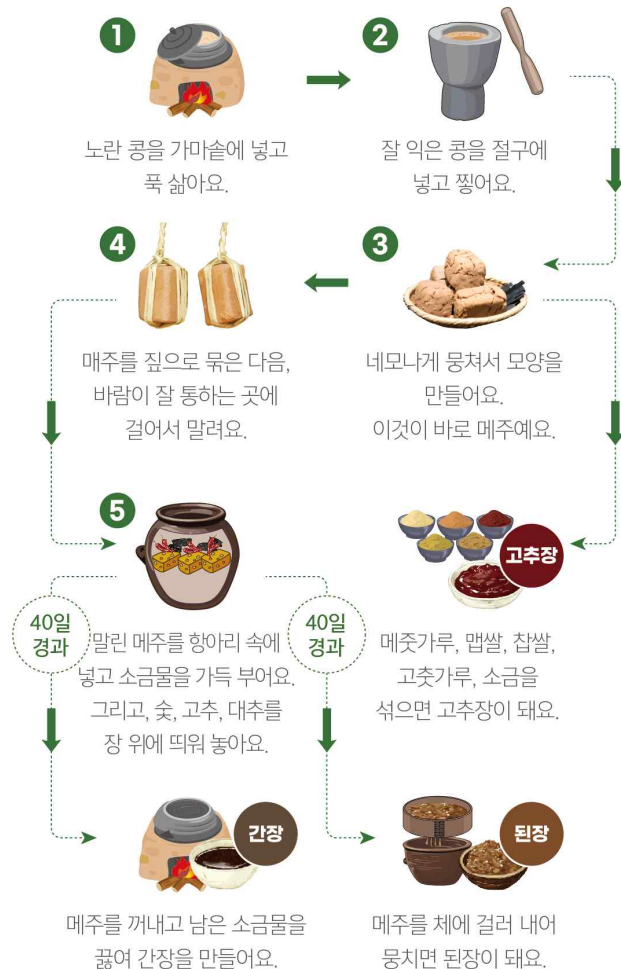 1
노란 콩을 가마솥에 넣고
푹 삶아요.
2
잘 익은 콩을 절구에
넣고 찧어요.
3
네모나게 뭉쳐서 모양을
만들어요.
이것이 바로 메주예요.
4
매주를 짚으로 묶은 다음,
바람이 잘 통하는 곳에
걸어서 말려요.
5
말린 메주를 항아리 속에
넣고 소금물을 가득 부어요.
그리고, 숯, 고추, 대추를
장 위에 띄워 놓아요.
고추장
메줏가루, 맵쌀, 찹쌀,
고춧가루, 소금을
섞으면 고추장이 돼요.
40일
경과
40일
경과
간장
메주를 꺼내고 남은 소금물을
끓여 간장을 만들어요.
된장
메주를 체에 걸러 내어
뭉치면 된장이 돼요.